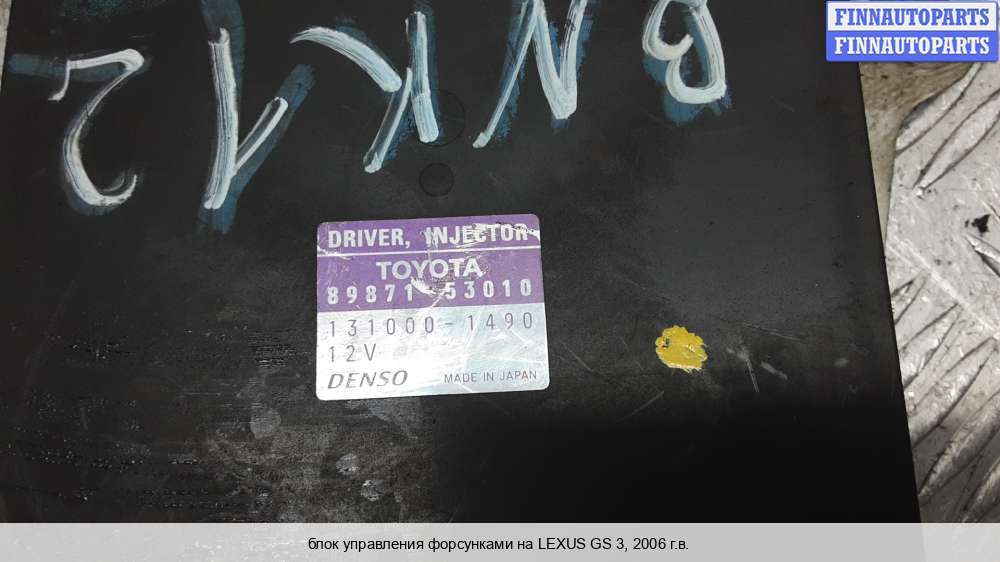 FINNAUTOPARTS
FINNAUTOPARTS
DRIVER, INJECTOR
TOYOTA
89871-53010
131000-1490
12V
DENSO MADE IN JAPAN
блок управления форсунками на LEXUS GS 3, 2006 г.в.